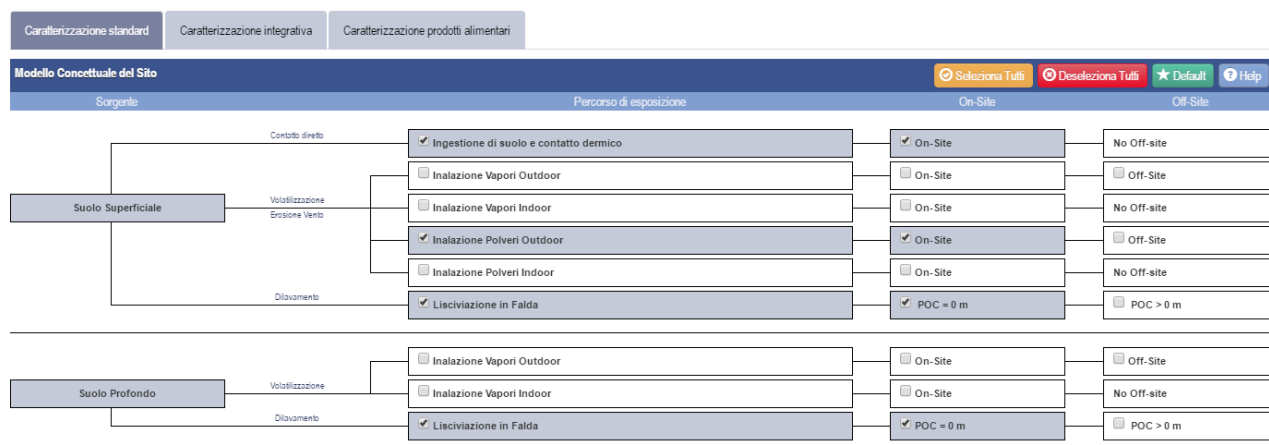 Caratterizzazione standard Caratterizzazione integrativa Caratterizzazione prodotti alimentari
Modello Concettuale del Sito Seleziona Tutti Deseleziona Tutti Default Help
Sorgente Percorso di esposizione On-Site Off-Site
Contatto diretto
Ingestione di suolo e contatto dermico On-Site No Off-site
Inalazione Vapori Outdoor On-Site Off-Site
Volatilizzazione
Suolo Superficiale Inalazione Vapori Indoor On-Site No Off-site
Erosione Vento
Inalazione Polveri Outdoor On-Site Off-Site
Inalazione Polveri Indoor On-Site No Off-site
Dilavamento
Lisciviazione in Falda POC = 0 m POC > 0 m
Inalazione Vapori Outdoor On-Site Off-Site
Volatilizzazione
Suolo Profondo Inalazione Vapori Indoor On-Site No Off-site
Dilavamento
Lisciviazione in Falda POC = 0 m POC > 0 m